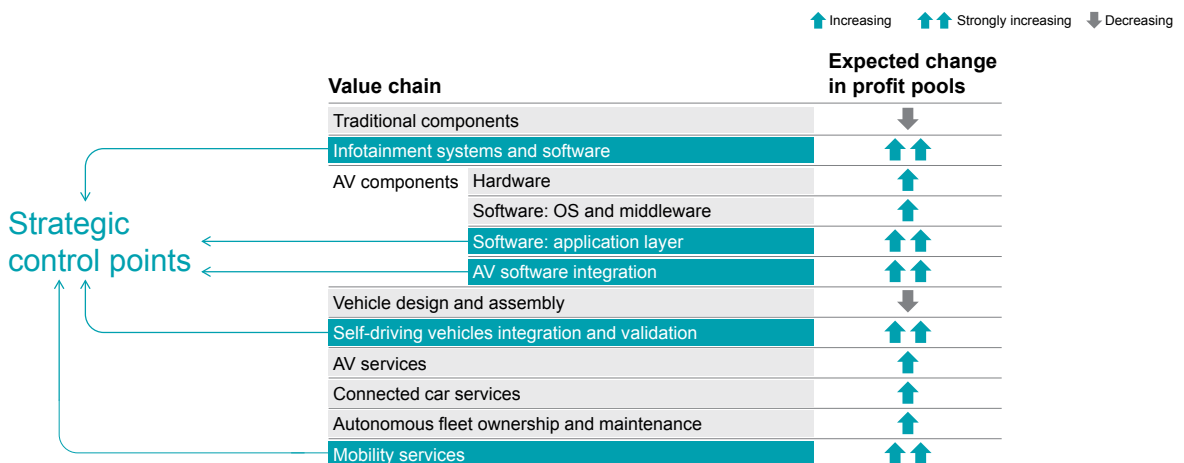 Increasing Strongly increasing Decreasing
Value chain
Expected change
in profit pools
Traditional components
Infotainment systems and software
AV components Hardware
Software: OS and middleware
Strategic
control points
Software: application layer
AV software integration
Vehicle design and assembly
Self-driving vehicles integration and validation
AV services
Connected car services
Autonomous fleet ownership and maintenance
Mobility services